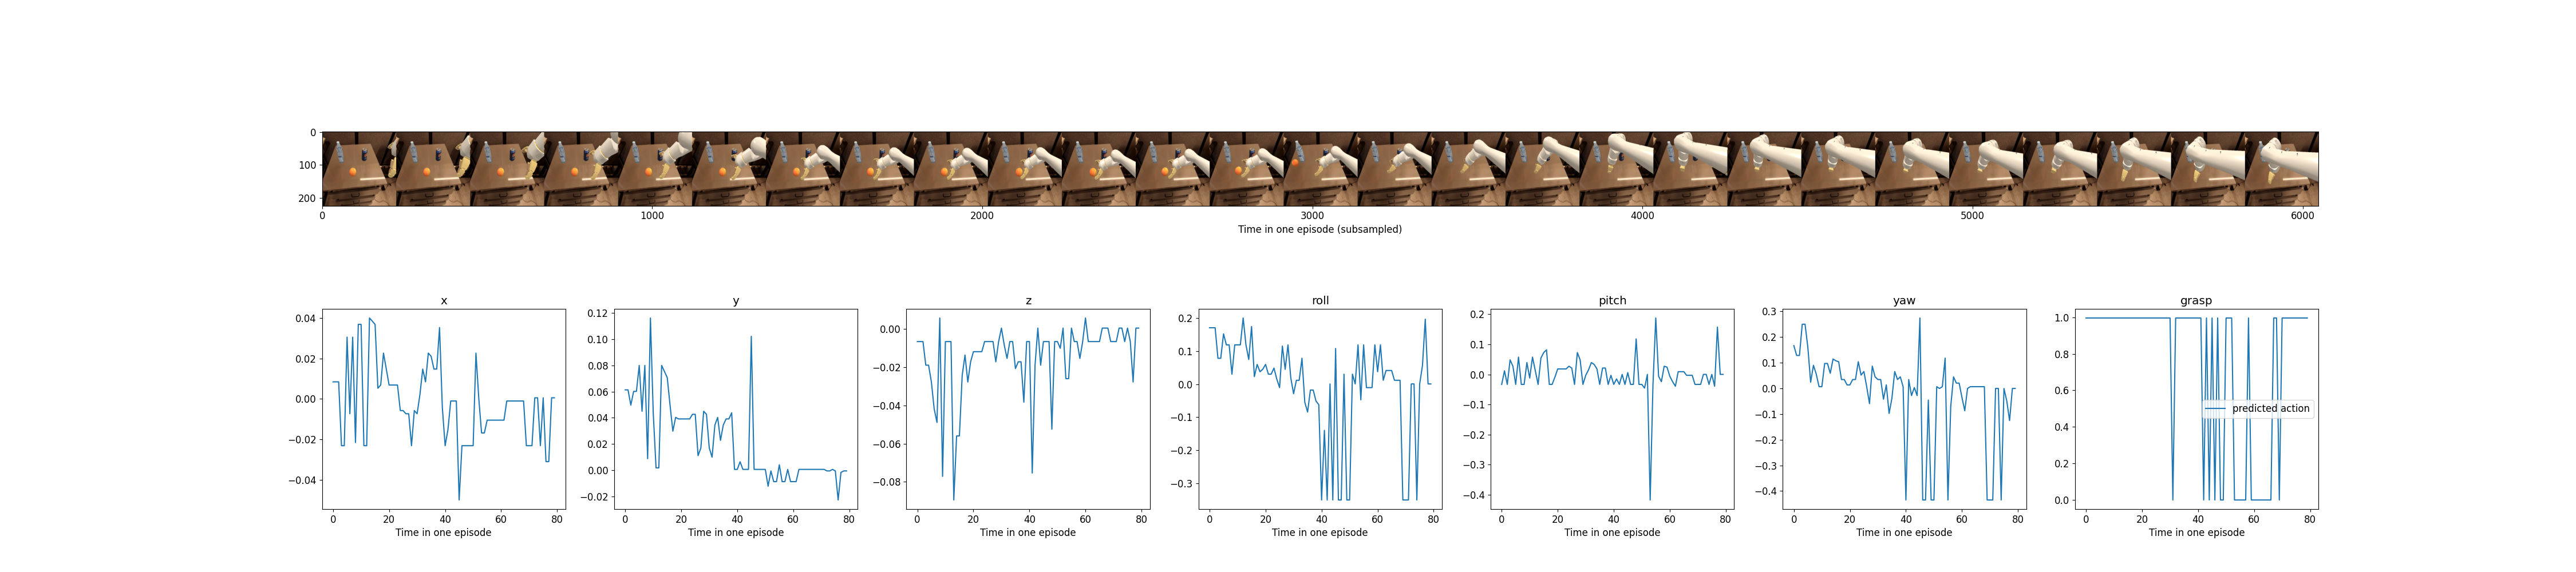 0
100
200
0 1000 2000 3000 4000 5000 6000
Time in one episode (subsampled)
x
0.04
0.02
0.00
−0.02
−0.04
0 20 40 60 80
Time in one episode
y
0.12
0.10
0.08
0.06
0.04
0.02
0.00
−0.02
0 20 40 60 80
Time in one episode
z
0.00
−0.02
−0.04
−0.06
−0.08
0 20 40 60 80
Time in one episode
roll
0.2
0.1
0.0
−0.1
−0.2
−0.3
0 20 40 60 80
Time in one episode
pitch
0.2
0.1
0.0
−0.1
−0.2
−0.3
−0.4
0 20 40 60 80
Time in one episode
yaw
0.3
0.2
0.1
0.0
−0.1
−0.2
−0.3
−0.4
0 20 40 60 80
Time in one episode
grasp
1.0
0.8
0.6
0.4
0.2
0.0
predicted action
0 20 40 60 80
Time in one episode